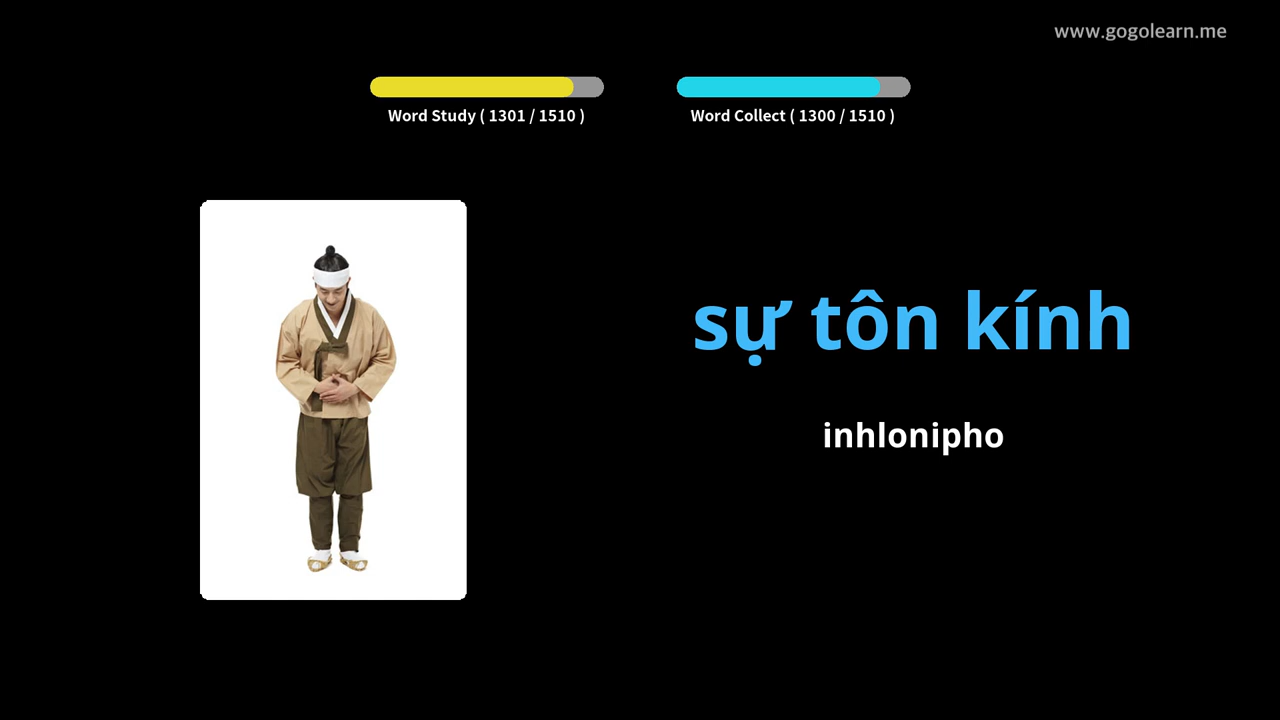 www.gogolearn.me
Word Study ( 1301 / 1510 )
Word Collect ( 1300 / 1510 )
sự tôn kính
inhlonipho